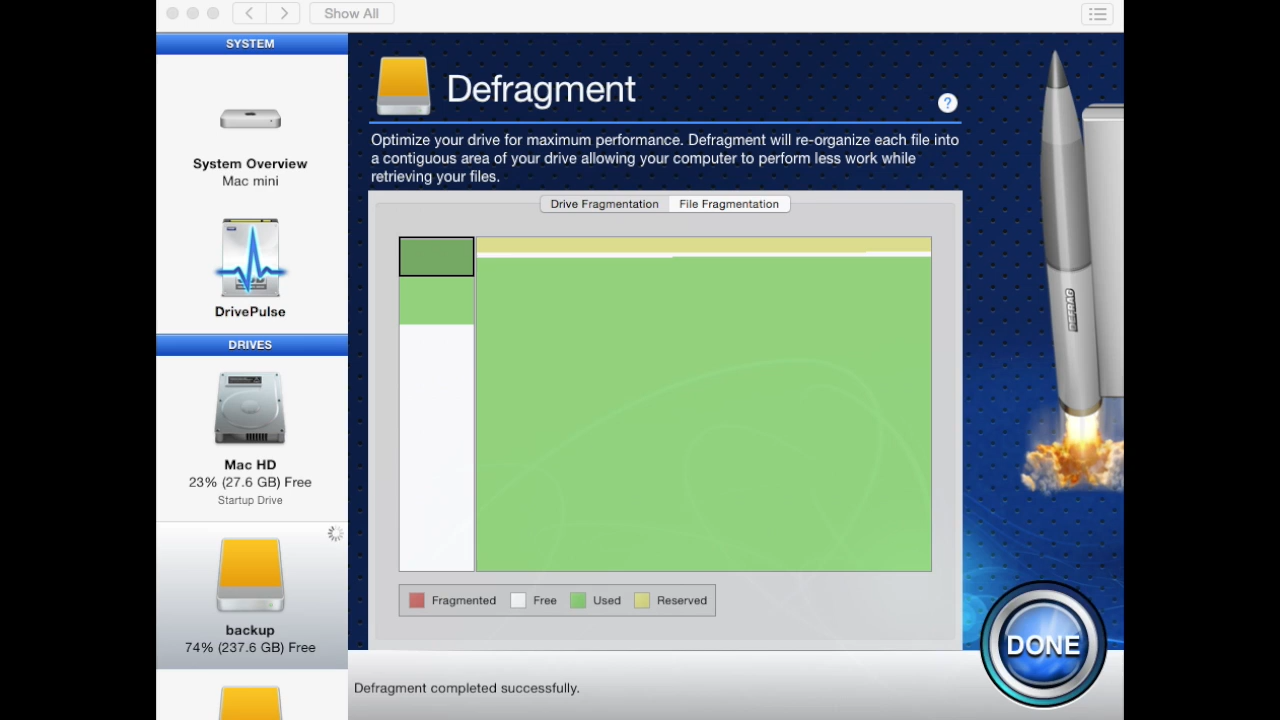 Show All
SYSTEM
System Overview
Mac mini
DrivePulse
DRIVES
Mac HD
23% (27.6 GB) Free
Startup Drive
backup
74% (237.6 GB) Free
Defragment
?
Optimize your drive for maximum performance. Defragment will re-organize each file into
a contiguous area of your drive allowing your computer to perform less work while
retrieving your files.
Drive Fragmentation
File Fragmentation
Fragmented
Free
Used
Reserved
DEFRAG
DONE
Defragment completed successfully.